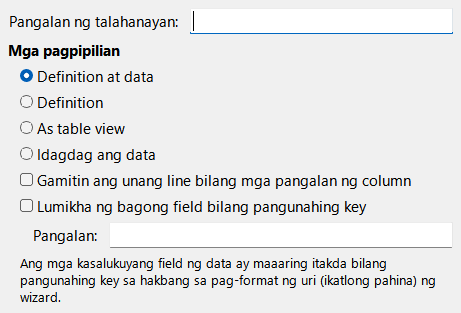 Pangalan ng talahanayan:
Mga pagpipilian
Definition at data
Definition
As table view
Idagdag ang data
Gamitin ang unang line bilang mga pangalan ng column
Lumikha ng bagong field bilang pangunahing key
Pangalan:
Ang mga kasalukuyang field ng data ay maaaring itakda bilang
pangunahing key sa hakbang sa pag-format ng uri (ikatlong pahina) ng
wizard.